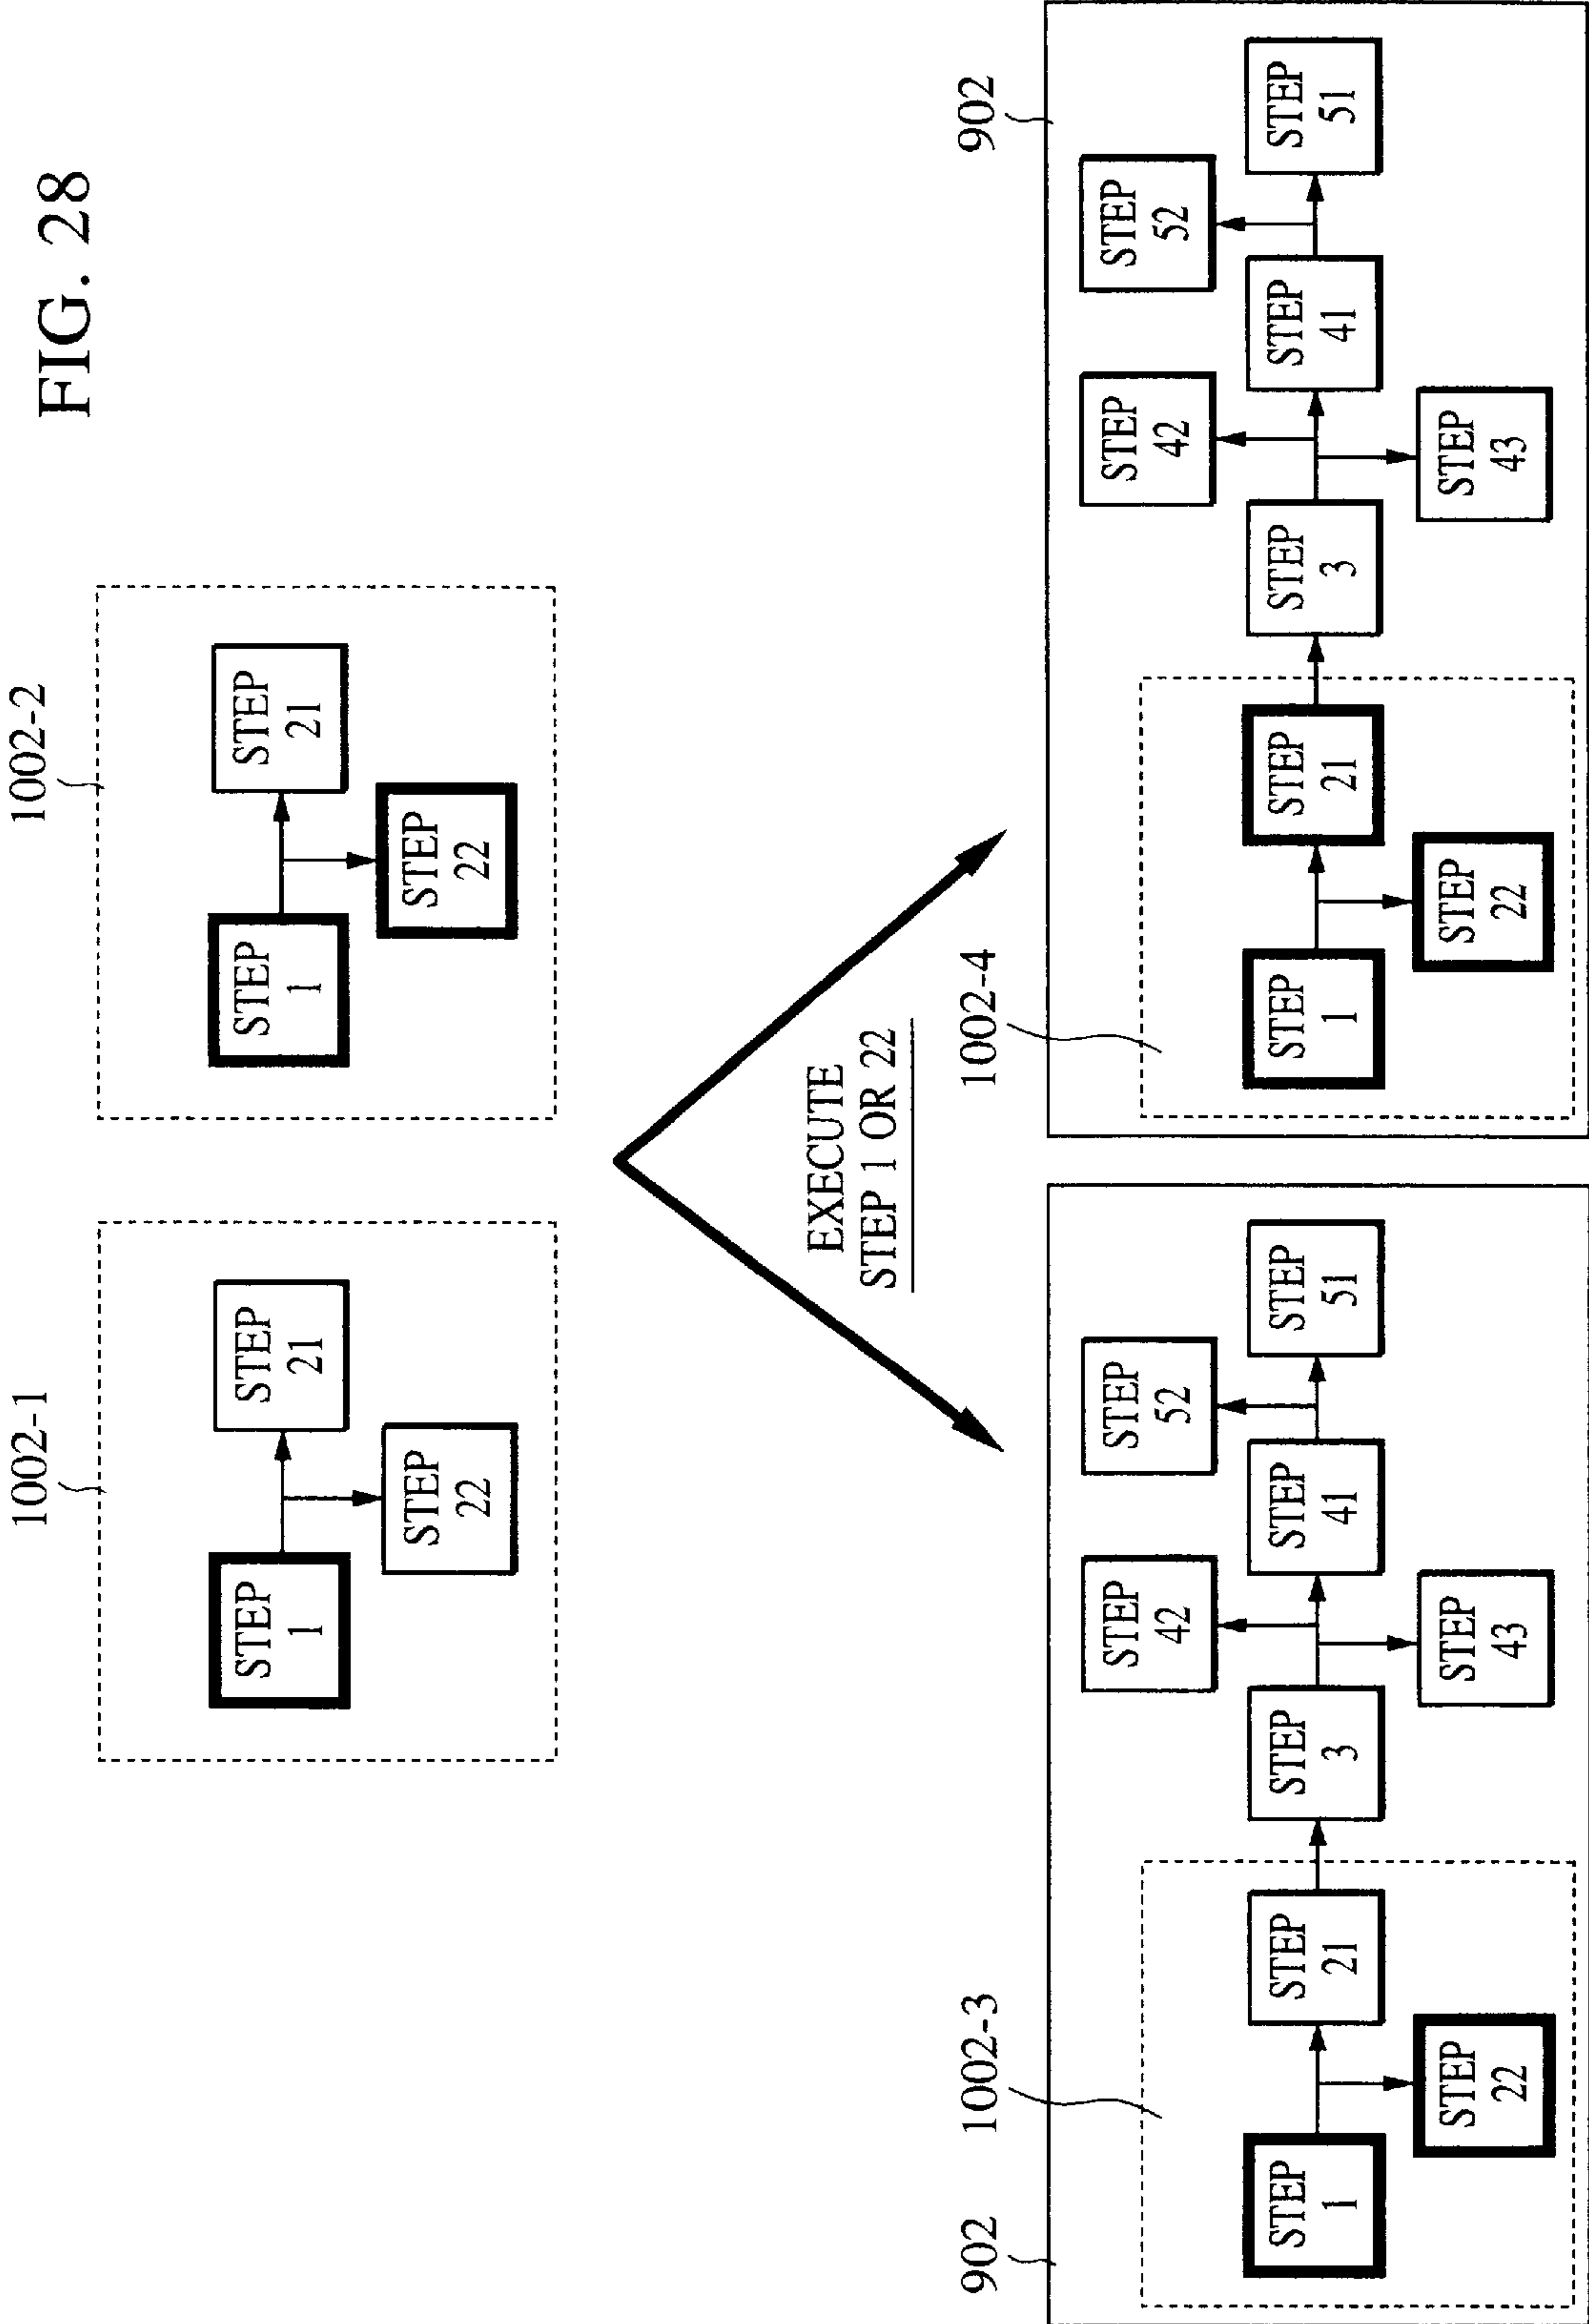 FIG. 28
1002-1
STEP
1
STEP
21
STEP
22
1002-2
STEP
1
STEP
21
STEP
22
EXECUTE
STEP 1 OR 22
902
1002-3
STEP
1
STEP
21
STEP
22
STEP
3
STEP
42
STEP
41
STEP
43
STEP
52
STEP
51
902
1002-4
STEP
1
STEP
21
STEP
22
STEP
3
STEP
42
STEP
41
STEP
43
STEP
52
STEP
51